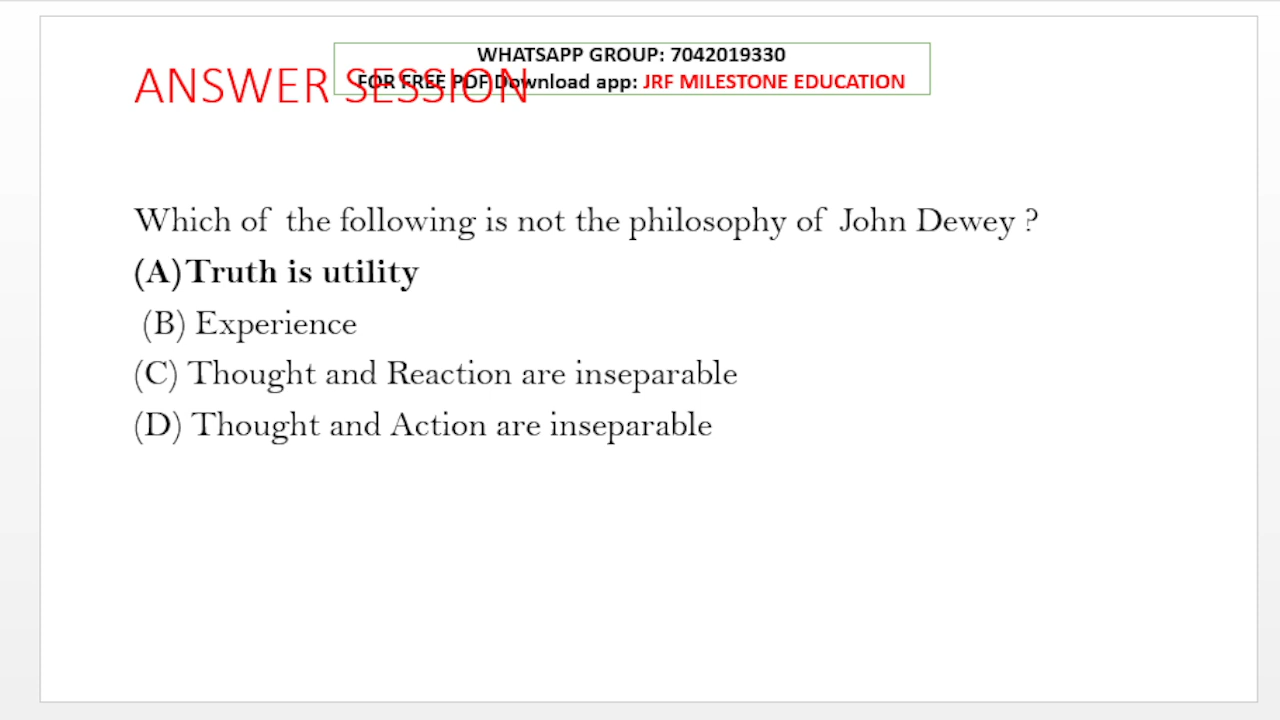 WHATSAPP GROUP: 7042019330
FOR FREE PDF Download app: JRF MILESTONE EDUCATION
ANSWER SESSION
Which of the following is not the philosophy of John Dewey ?
(A)Truth is utility
(B) Experience
(C) Thought and Reaction are inseparable
(D) Thought and Action are inseparable